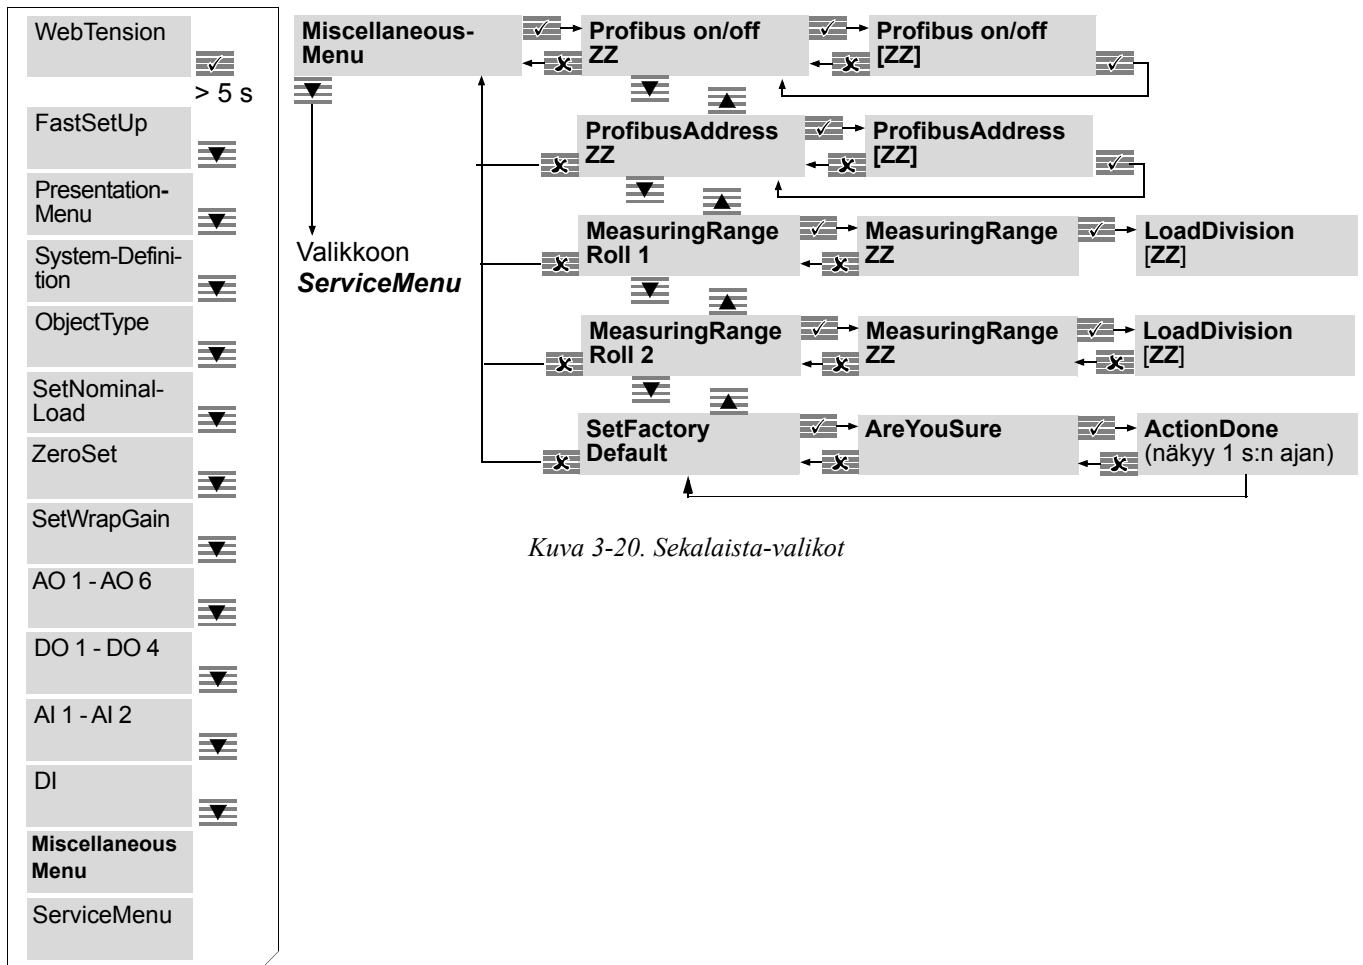 WebTension
> 5 s
FastSetUp
Presentation-
Menu
System-Defini-
tion
ObjectType
SetNominal-
Load
ZeroSet
SetWrapGain
AO 1 - AO 6
DO 1 - DO 4
AI 1 - AI 2
DI
Miscellaneous
Menu
ServiceMenu
Miscellaneous-
Menu
Valikkoon
ServiceMenu
Profibus on/off
ZZ
Profibus on/off
[ZZ]
ProfibusAddress
ZZ
ProfibusAddress
[ZZ]
MeasuringRange
Roll 1
MeasuringRange
ZZ
LoadDivision
[ZZ]
MeasuringRange
Roll 2
MeasuringRange
ZZ
LoadDivision
[ZZ]
SetFactory
Default
AreYouSure
ActionDone
(näkyy 1 s:n ajan)
Kuva 3-20. Sekalaista-valikot